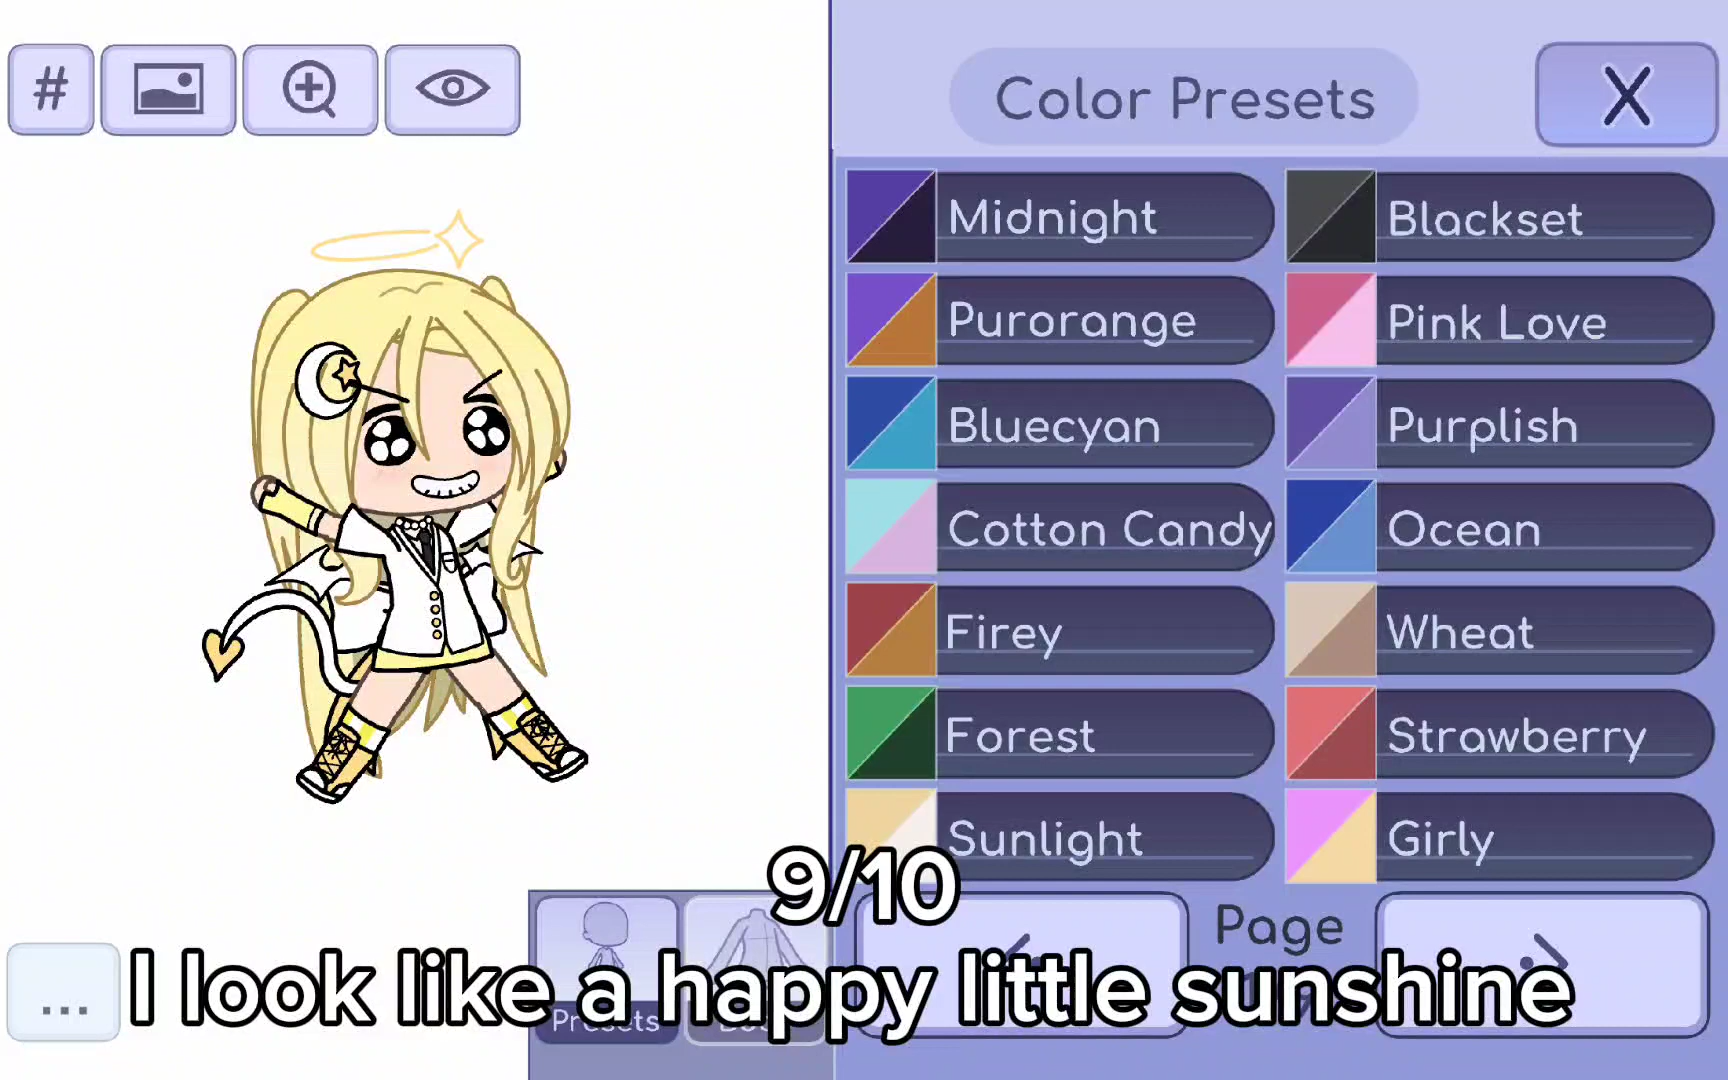 #
Color Presets
X
Midnight
Blackset
Purorange
Pink Love
Bluecyan
Purplish
Cotton Candy
Ocean
Firey
Wheat
Forest
Strawberry
Sunlight
Girly
9/10
Page
...
I look like a happy little sunshine
Presets